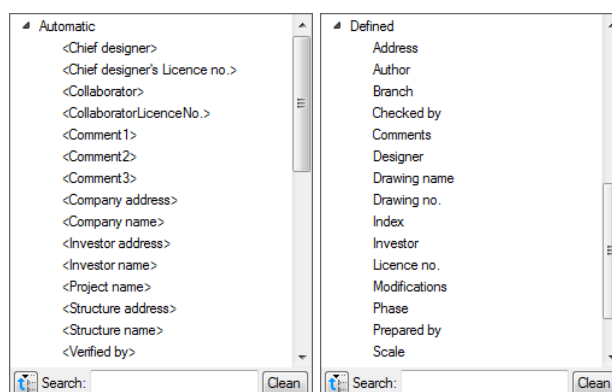 Automatic
<Chief designer>
<Chief designer's Licence no.>
<Collaborator>
<CollaboratorLicenceNo.>
<Comment1>
<Comment2>
<Comment3>
<Company address>
<Company name>
<Investor address>
<Investor name>
<Project name>
<Structure address>
<Structure name>
<Verified by>
Search:
Clean
Defined
Address
Author
Branch
Checked by
Comments
Designer
Drawing name
Drawing no.
Index
Investor
Licence no.
Modifications
Phase
Prepared by
Scale
Search:
Clean